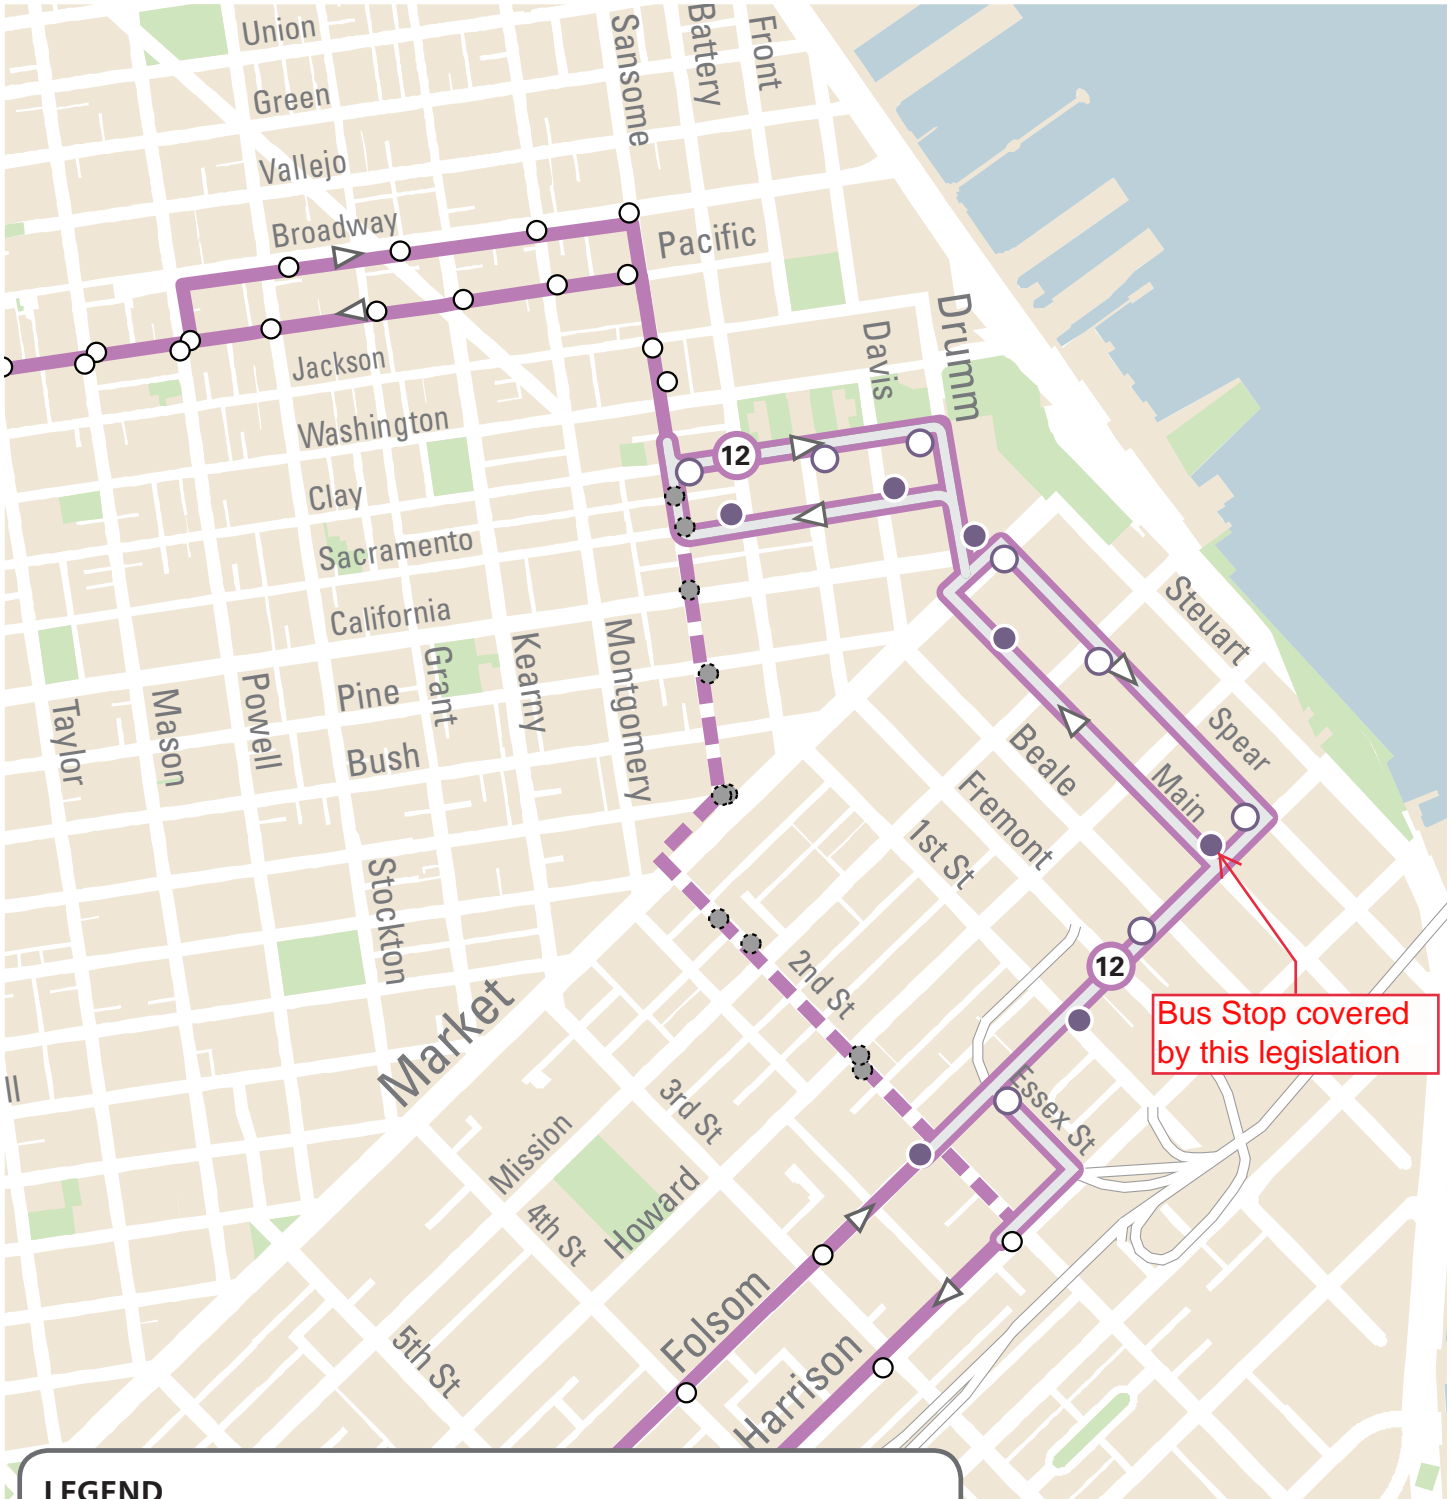 Union
Green
Vallejo
Broadway
Sansome
Battery
Front
Pacific
Jackson
Washington
Clay
Sacramento
California
Pine
Bush
Davis
Drumm
12
Taylor
Mason
Powell
Grant
Kearny
Montgomery
Stockton
Market
Steuart
Spear
Main
Beale
Fremont
1st St
2nd St
12
Bus Stop covered
by this legislation
Essex St
3rd St
Mission
4th St
Howard
5th St
Folsom
Harrison
ll
LEGEND